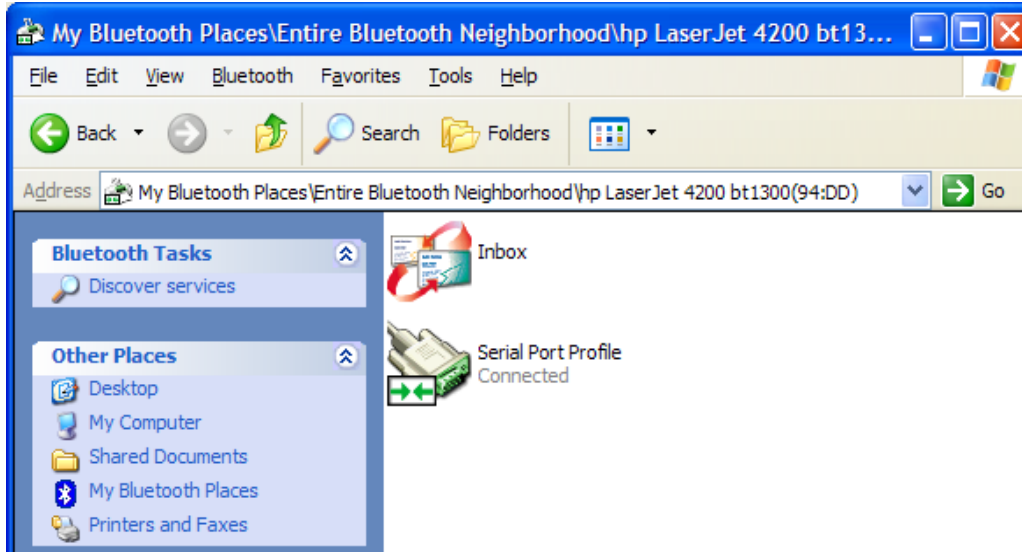 My Bluetooth Places\Entire Bluetooth Neighborhood\hp LaserJet 4200 bt13...
File Edit View Bluetooth Favorites Tools Help
Back Search Folders
Address My Bluetooth Places\Entire Bluetooth Neighborhood\hp LaserJet 4200 bt1300(94:DD) Go
Bluetooth Tasks
Discover services
Other Places
Desktop
My Computer
Shared Documents
My Bluetooth Places
Printers and Faxes
Inbox
Serial Port Profile
Connected